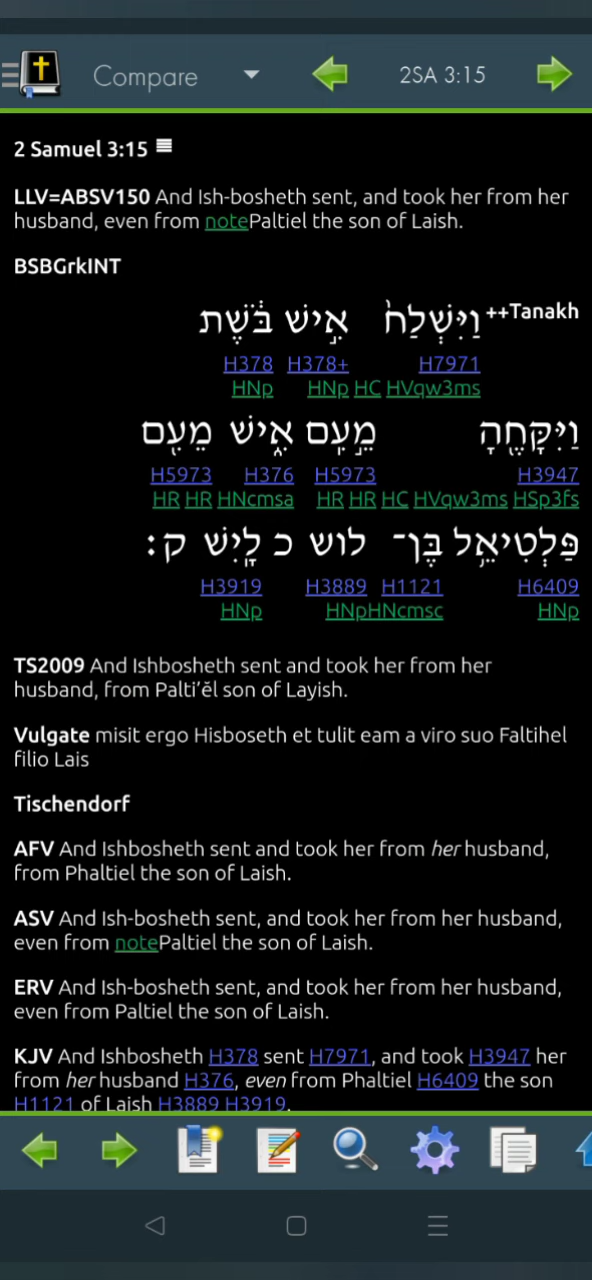 Compare
2SA 3:15
2 Samuel 3:15
LLV=ABSV150 And Ish-bosheth sent, and took her from her
husband, even from notePaltiel the son of Laish.
BSBGrkINT
++Tanakh וַיִּשְׁלַח֙ אִ֣ישׁ בֹּ֔שֶׁת
H378 H378+ H7971
HNp HNp HC HVqw3ms
וַיִּקָּחֶ֖הָ מֵ֣עִֽם אִ֑ישׁ מֵעִ֖ם
H5973 H376 H5973 H3947
HR HR HNcmsa HR HR HC HVqw3ms HSp3fs
פַּלְטִיאֵ֥ל בֶּן־ לוש כ לָֽיִשׁ ק׃
H3919 H3889 H1121 H6409
HNp HNpHNcmsc HNp
TS2009 And Ishbosheth sent and took her from her
husband, from Palti’ĕl son of Layish.
Vulgate misit ergo Hisboseth et tulit eam a viro suo Faltihel
filio Lais
Tischendorf
AFV And Ishbosheth sent and took her from her husband,
from Phaltiel the son of Laish.
ASV And Ish-bosheth sent, and took her from her husband,
even from notePaltiel the son of Laish.
ERV And Ish-bosheth sent, and took her from her husband,
even from Paltiel the son of Laish.
KJV And Ishbosheth H378 sent H7971, and took H3947 her
from her husband H376, even from Phaltiel H6409 the son
H1121 of Laish H3889 H3919.